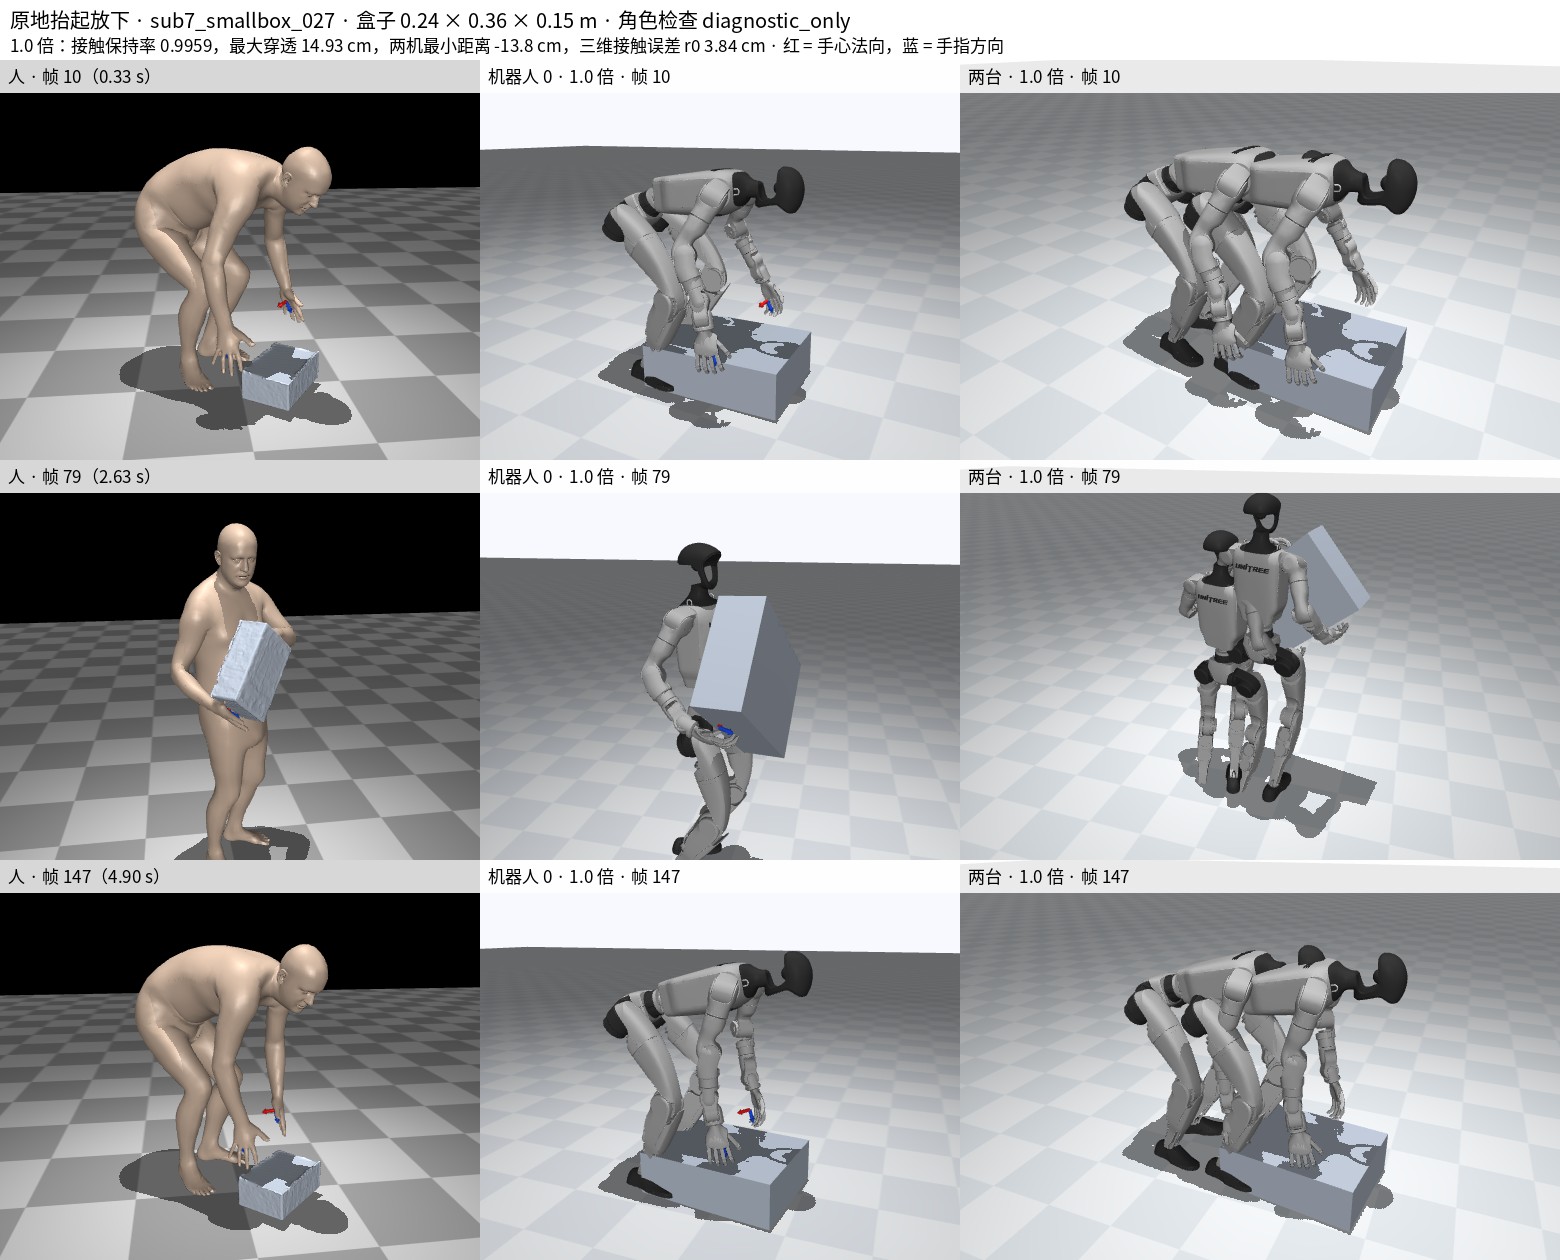 原地抬起放下 · sub7_smallbox_027 · 盒子 0.24 × 0.36 × 0.15 m · 角色检查 diagnostic_only
1.0 倍：接触保持率 0.9959，最大穿透 14.93 cm，两机最小距离 -13.8 cm，三维接触误差 r0 3.84 cm · 红 = 手心法向，蓝 = 手指方向
人 · 帧 10（0.33 s）
机器人 0 · 1.0 倍 · 帧 10
两台 · 1.0 倍 · 帧 10
人 · 帧 79（2.63 s）
机器人 0 · 1.0 倍 · 帧 79
两台 · 1.0 倍 · 帧 79
UNITREE
UNITREE
人 · 帧 147（4.90 s）
机器人 0 · 1.0 倍 · 帧 147
两台 · 1.0 倍 · 帧 147